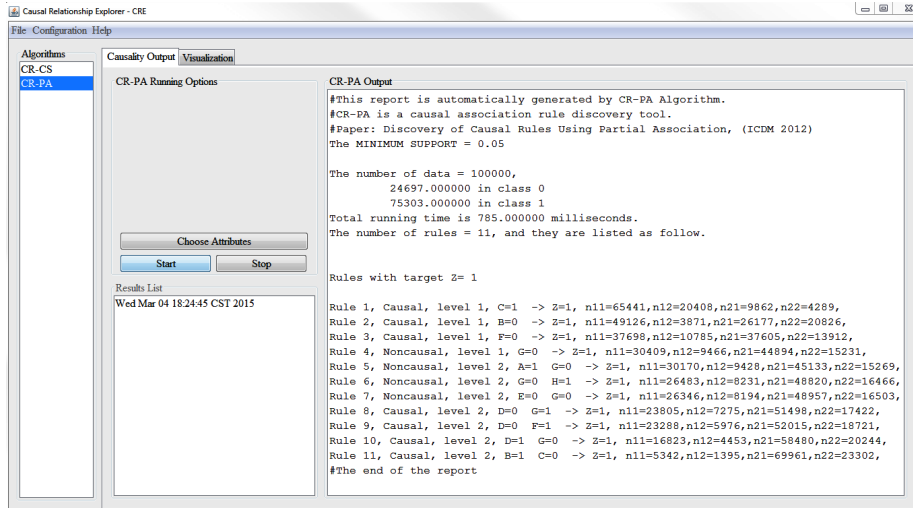 Causal Relationship Explorer - CRE
File Configuration Help
Algorithms
CR-CS
CR-PA
Causality Output Visualization
CR-PA Running Options
Choose Attributes
Start Stop
Results List
Wed Mar 04 18:24:45 CST 2015
CR-PA Output
#This report is automatically generated by CR-PA Algorithm.
#CR-PA is a causal association rule discovery tool.
#Paper: Discovery of Causal Rules Using Partial Association, (ICDM 2012)
The MINIMUM SUPPORT = 0.05
The number of data = 100000,
24697.000000 in class 0
75303.000000 in class 1
Total running time is 785.000000 milliseconds.
The number of rules = 11, and they are listed as follow.
Rules with target Z= 1
Rule 1, Causal, level 1, C=1 -> Z=1, n11=65441,n12=20408,n21=9862,n22=4289,
Rule 2, Causal, level 1, B=0 -> Z=1, n11=49126,n12=3871,n21=26177,n22=20826,
Rule 3, Causal, level 1, F=0 -> Z=1, n11=37698,n12=10785,n21=37605,n22=13912,
Rule 4, Noncausal, level 1, G=0 -> Z=1, n11=30409,n12=9466,n21=44894,n22=15231,
Rule 5, Noncausal, level 2, A=1 G=0 -> Z=1, n11=30170,n12=9428,n21=45133,n22=15269,
Rule 6, Noncausal, level 2, G=0 H=1 -> Z=1, n11=26483,n12=8231,n21=48820,n22=16466,
Rule 7, Noncausal, level 2, E=0 G=0 -> Z=1, n11=26346,n12=8194,n21=48957,n22=16503,
Rule 8, Causal, level 2, D=0 G=1 -> Z=1, n11=23805,n12=7275,n21=51498,n22=17422,
Rule 9, Causal, level 2, D=0 F=1 -> Z=1, n11=23288,n12=5976,n21=52015,n22=18721,
Rule 10, Causal, level 2, D=1 G=0 -> Z=1, n11=16823,n12=4453,n21=58480,n22=20244,
Rule 11, Causal, level 2, B=1 C=0 -> Z=1, n11=5342,n12=1395,n21=69961,n22=23302,
#The end of the report